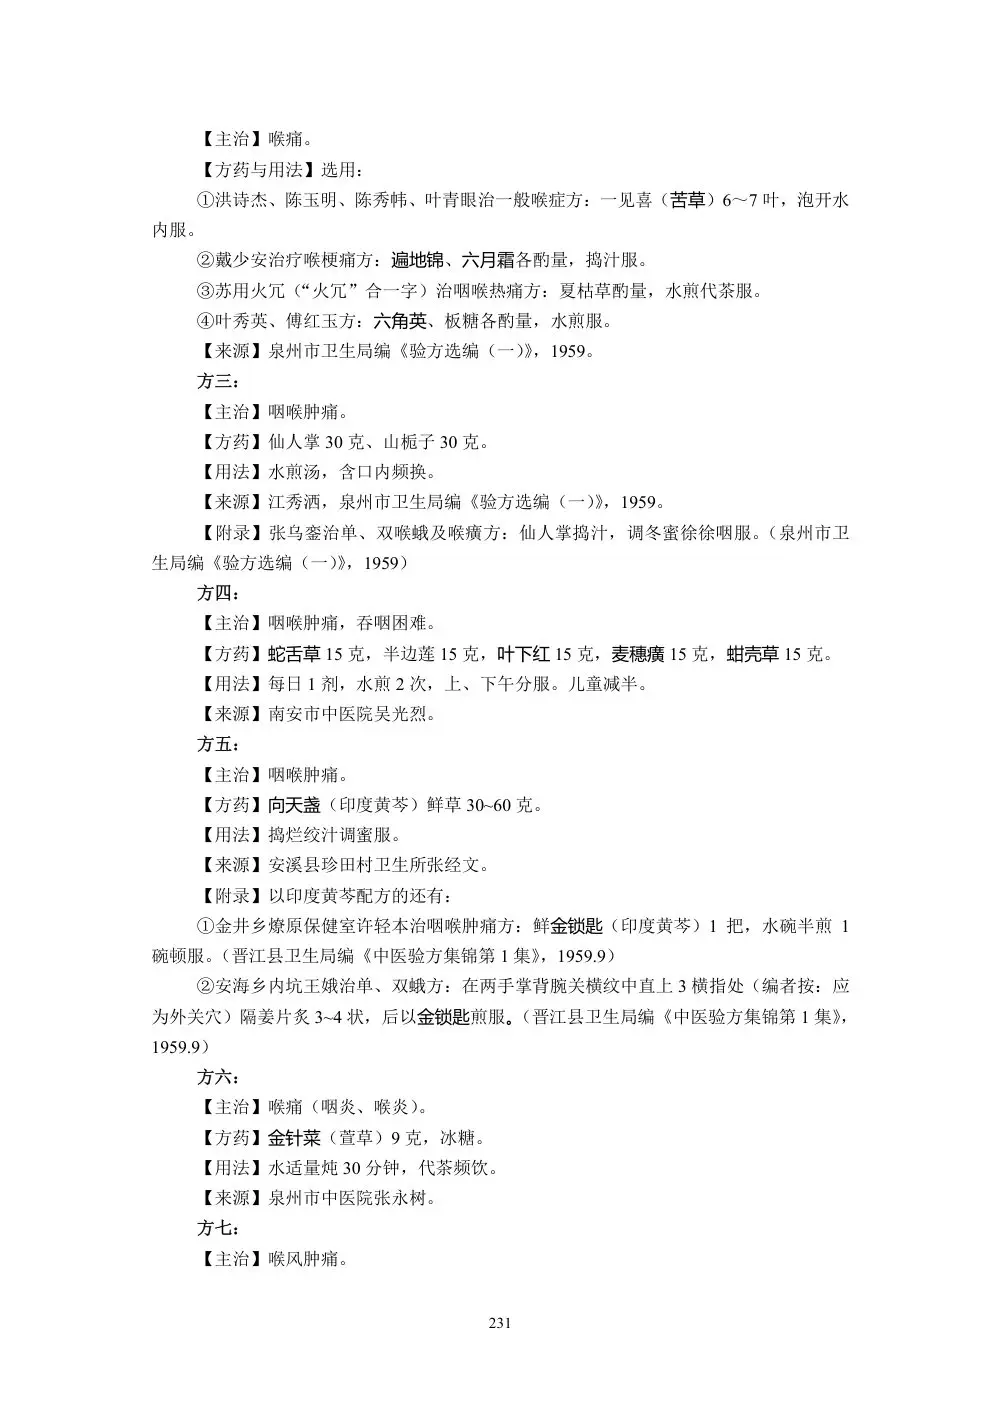 【主治】喉痛。
【方药与用法】选用：
①洪诗杰、陈玉明、陈秀帏、叶青眼治一般喉症方：一见喜（苦草）6～7 叶，泡开水
内服。
②戴少安治疗喉梗痛方：遍地锦、六月霜各酌量，捣汁服。
③苏用火冗（“火冗”合一字）治咽喉热痛方：夏枯草酌量，水煎代茶服。
④叶秀英、傅红玉方：六角英、板糖各酌量，水煎服。
【来源】泉州市卫生局编《验方选编（一）》，1959。
方三：
【主治】咽喉肿痛。
【方药】仙人掌 30 克、山栀子 30 克。
【用法】水煎汤，含口内频换。
【来源】江秀洒，泉州市卫生局编《验方选编（一）》，1959。
【附录】张乌銮治单、双喉蛾及喉癀方：仙人掌捣汁，调冬蜜徐徐咽服。（泉州市卫
生局编《验方选编（一）》，1959）
方四：
【主治】咽喉肿痛，吞咽困难。
【方药】蛇舌草 15 克，半边莲 15 克，叶下红 15 克，麦穗癀 15 克，蚶壳草 15 克。
【用法】每日 1 剂，水煎 2 次，上、下午分服。儿童减半。
【来源】南安市中医院吴光烈。
方五：
【主治】咽喉肿痛。
【方药】向天盏（印度黄芩）鲜草 30~60 克。
【用法】捣烂绞汁调蜜服。
【来源】安溪县珍田村卫生所张经文。
【附录】以印度黄芩配方的还有：
①金井乡燎原保健室许轻本治咽喉肿痛方：鲜金锁匙（印度黄芩）1 把，水碗半煎 1
碗顿服。（晋江县卫生局编《中医验方集锦第 1 集》，1959.9）
②安海乡内坑王娥治单、双蛾方：在两手掌背腕关横纹中直上 3 横指处（编者按：应
为外关穴）隔姜片炙 3~4 状，后以金锁匙煎服。（晋江县卫生局编《中医验方集锦第 1 集》，
1959.9）
方六：
【主治】喉痛（咽炎、喉炎）。
【方药】金针菜（萱草）9 克，冰糖。
【用法】水适量炖 30 分钟，代茶频饮。
【来源】泉州市中医院张永树。
方七：
【主治】喉风肿痛。
231